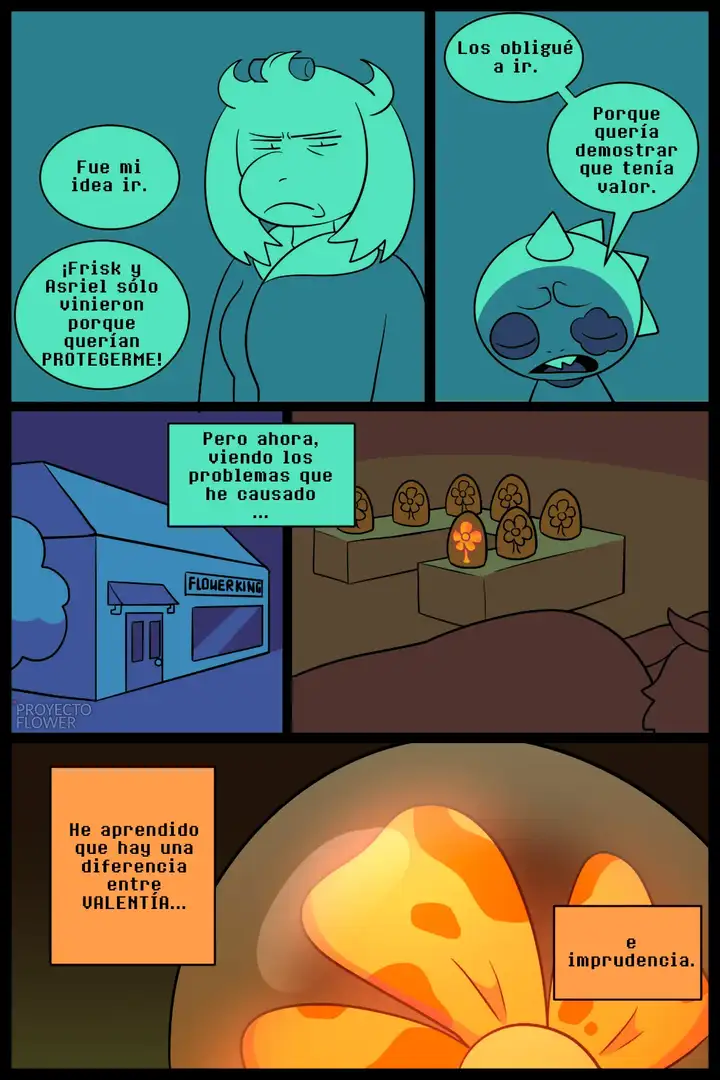 Fue mi
idea ir.
¡Frisk y
Asriel sólo
vinieron
porque
querían
PROTEGERME!
Los obligué
a ir.
Porque
quería
demostrar
que tenía
valor.
Pero ahora,
viendo los
problemas que
he causado
...
FLOWERKING
PROYECTO
FLOWER
He aprendido
que hay una
diferencia
entre
VALENTÍA...
e
imprudencia.